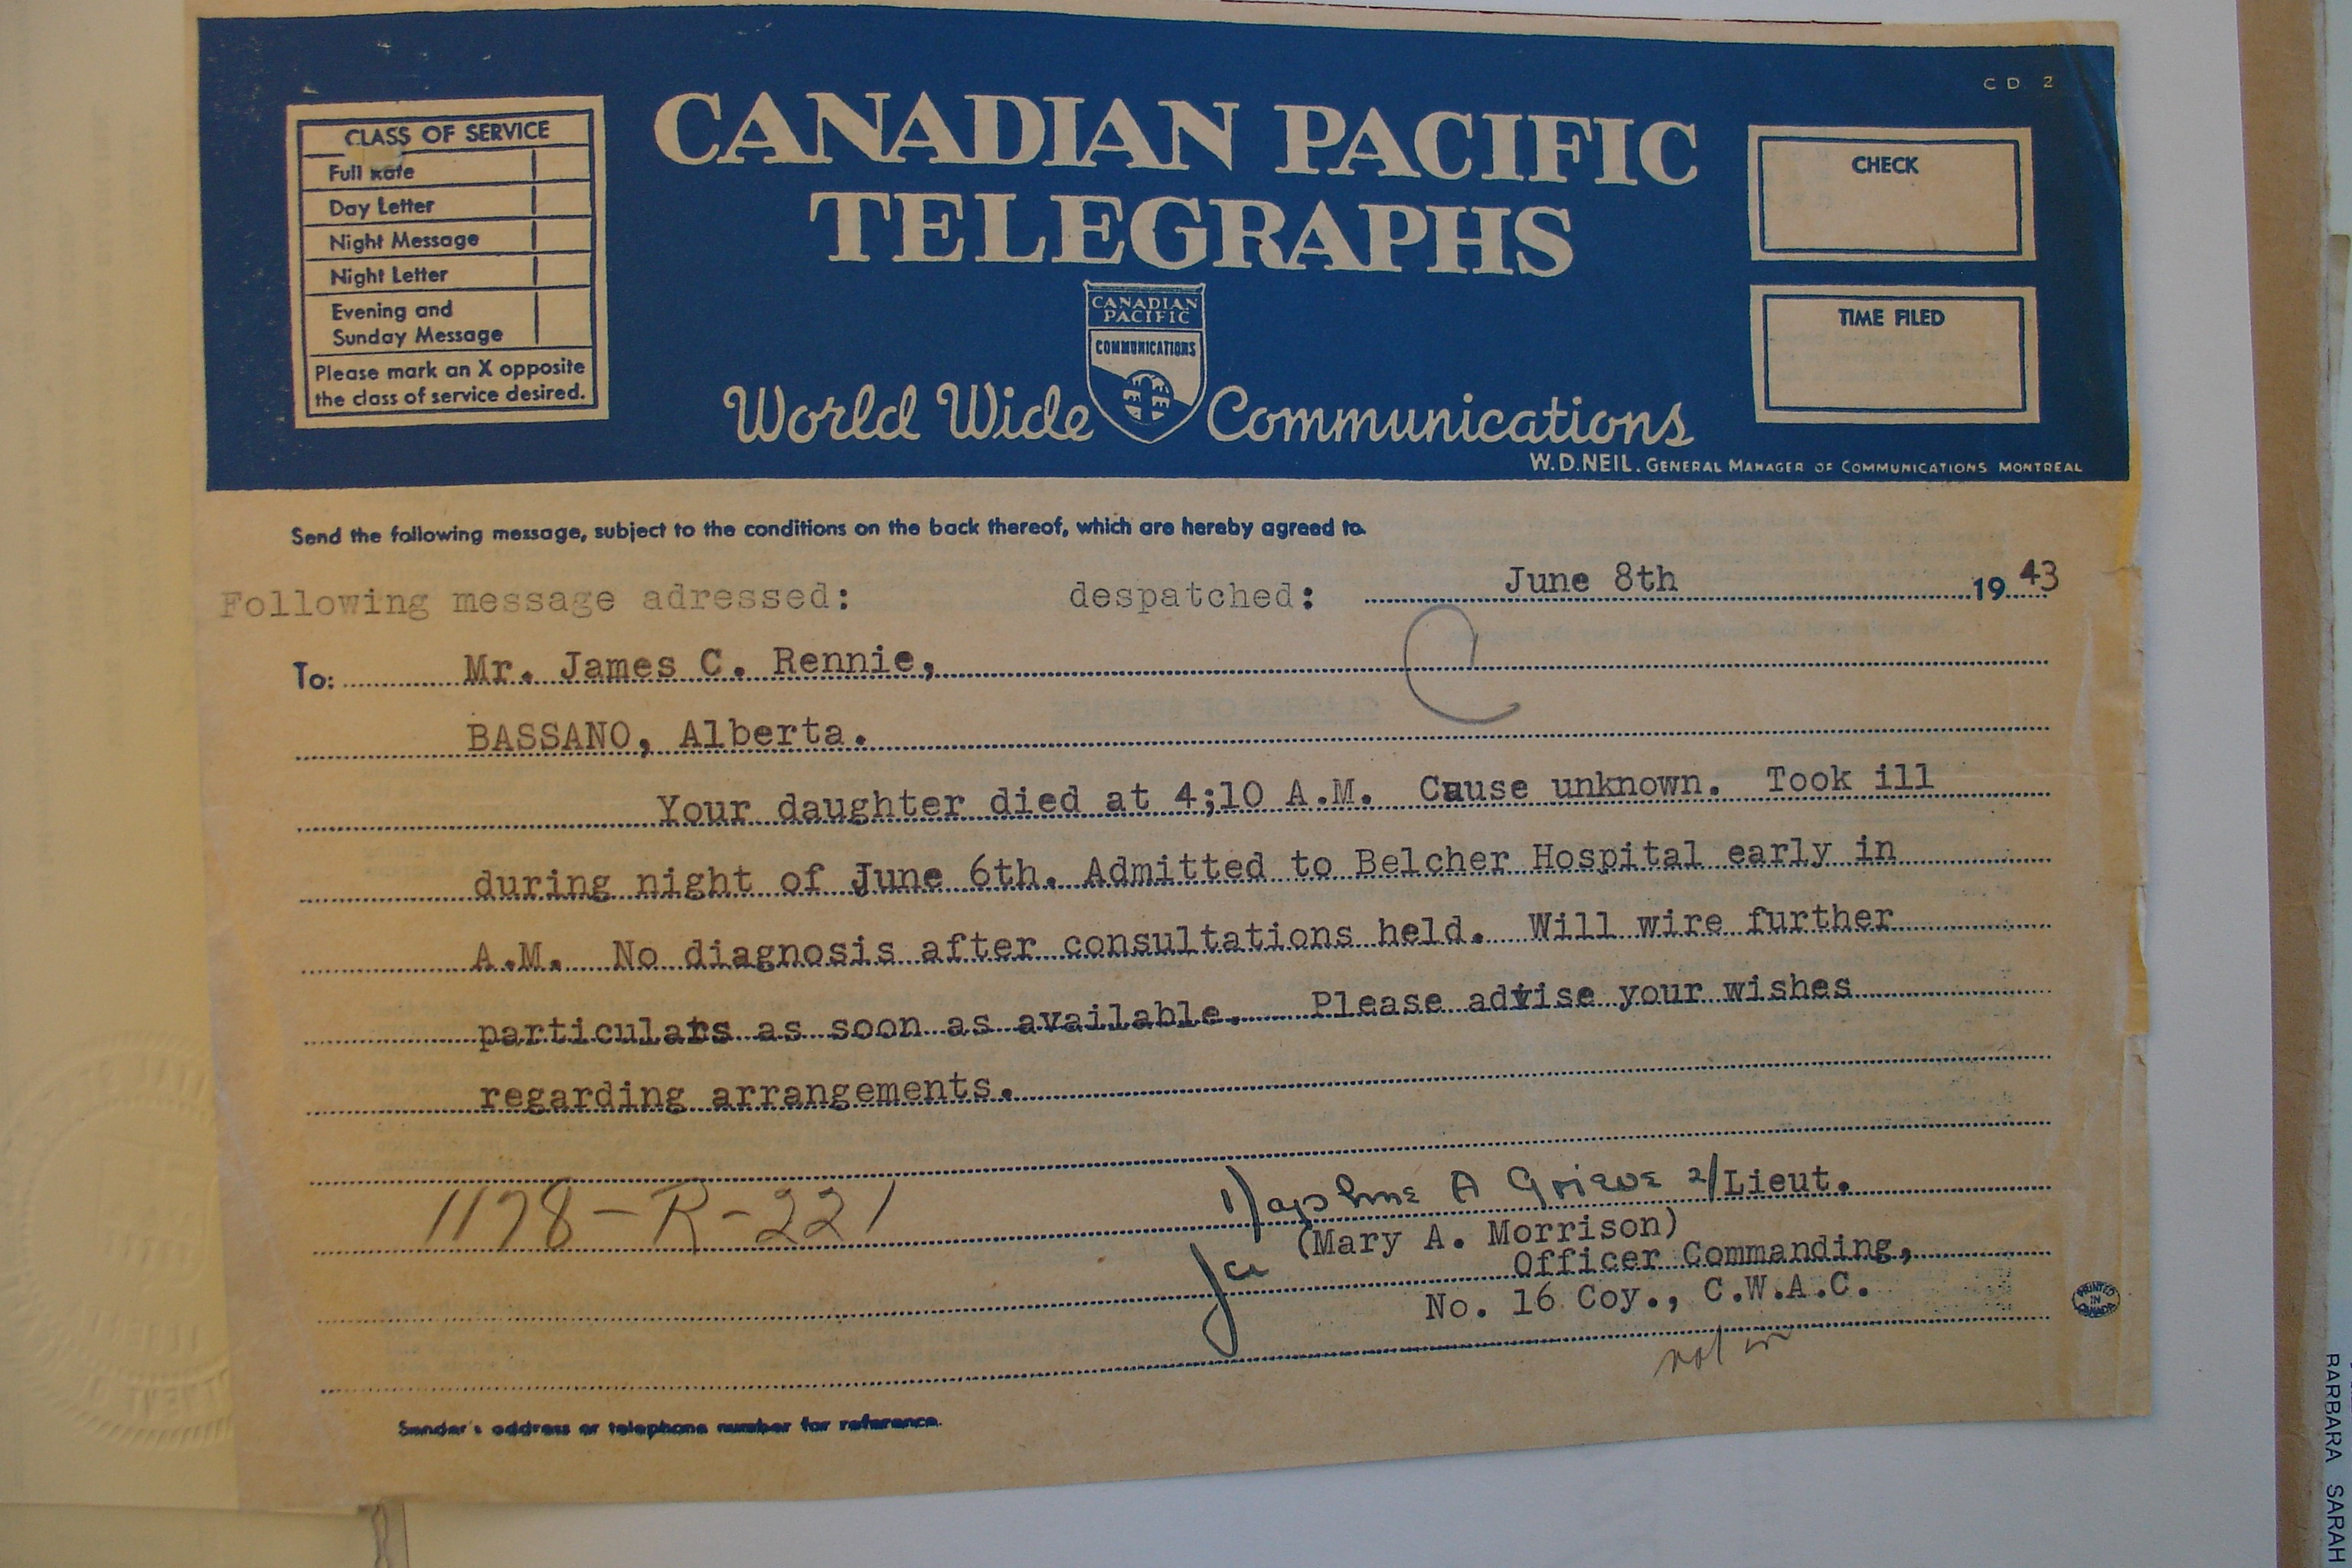 CD 2
CLASS OF SERVICE
Full Rate
Day Letter
Night Message
Night Letter
Evening and
Sunday Message
Please mark an X opposite
the class of service desired.
CANADIAN PACIFIC
TELEGRAPHS
CANADIAN
PACIFIC
COMMUNICATIONS
World Wide Communications
CHECK
TIME FILED
W.D.NEIL. GENERAL MANAGER OF COMMUNICATIONS MONTREAL
Send the following message, subject to the conditions on the back thereof, which are hereby agreed to.
Following message adressed: despatched: June 8th 1943
To: Mr. James C. Rennie,
BASSANO, Alberta.
Your daughter died at 4;10 A.M. Cause unknown. Took ill
during night of June 6th. Admitted to Belcher Hospital early in
A.M. No diagnosis after consultations held. Will wire further
particulars as soon as available. Please advise your wishes
regarding arrangements.
1178-R-221
Daphne A Grieve 2/Lieut.
(Mary A. Morrison)
Officer Commanding,
No. 16 Coy., C.W.A.C.
PRINTED
IN
CANADA
Sender's address or telephone number for reference.
BARBARA SARAH